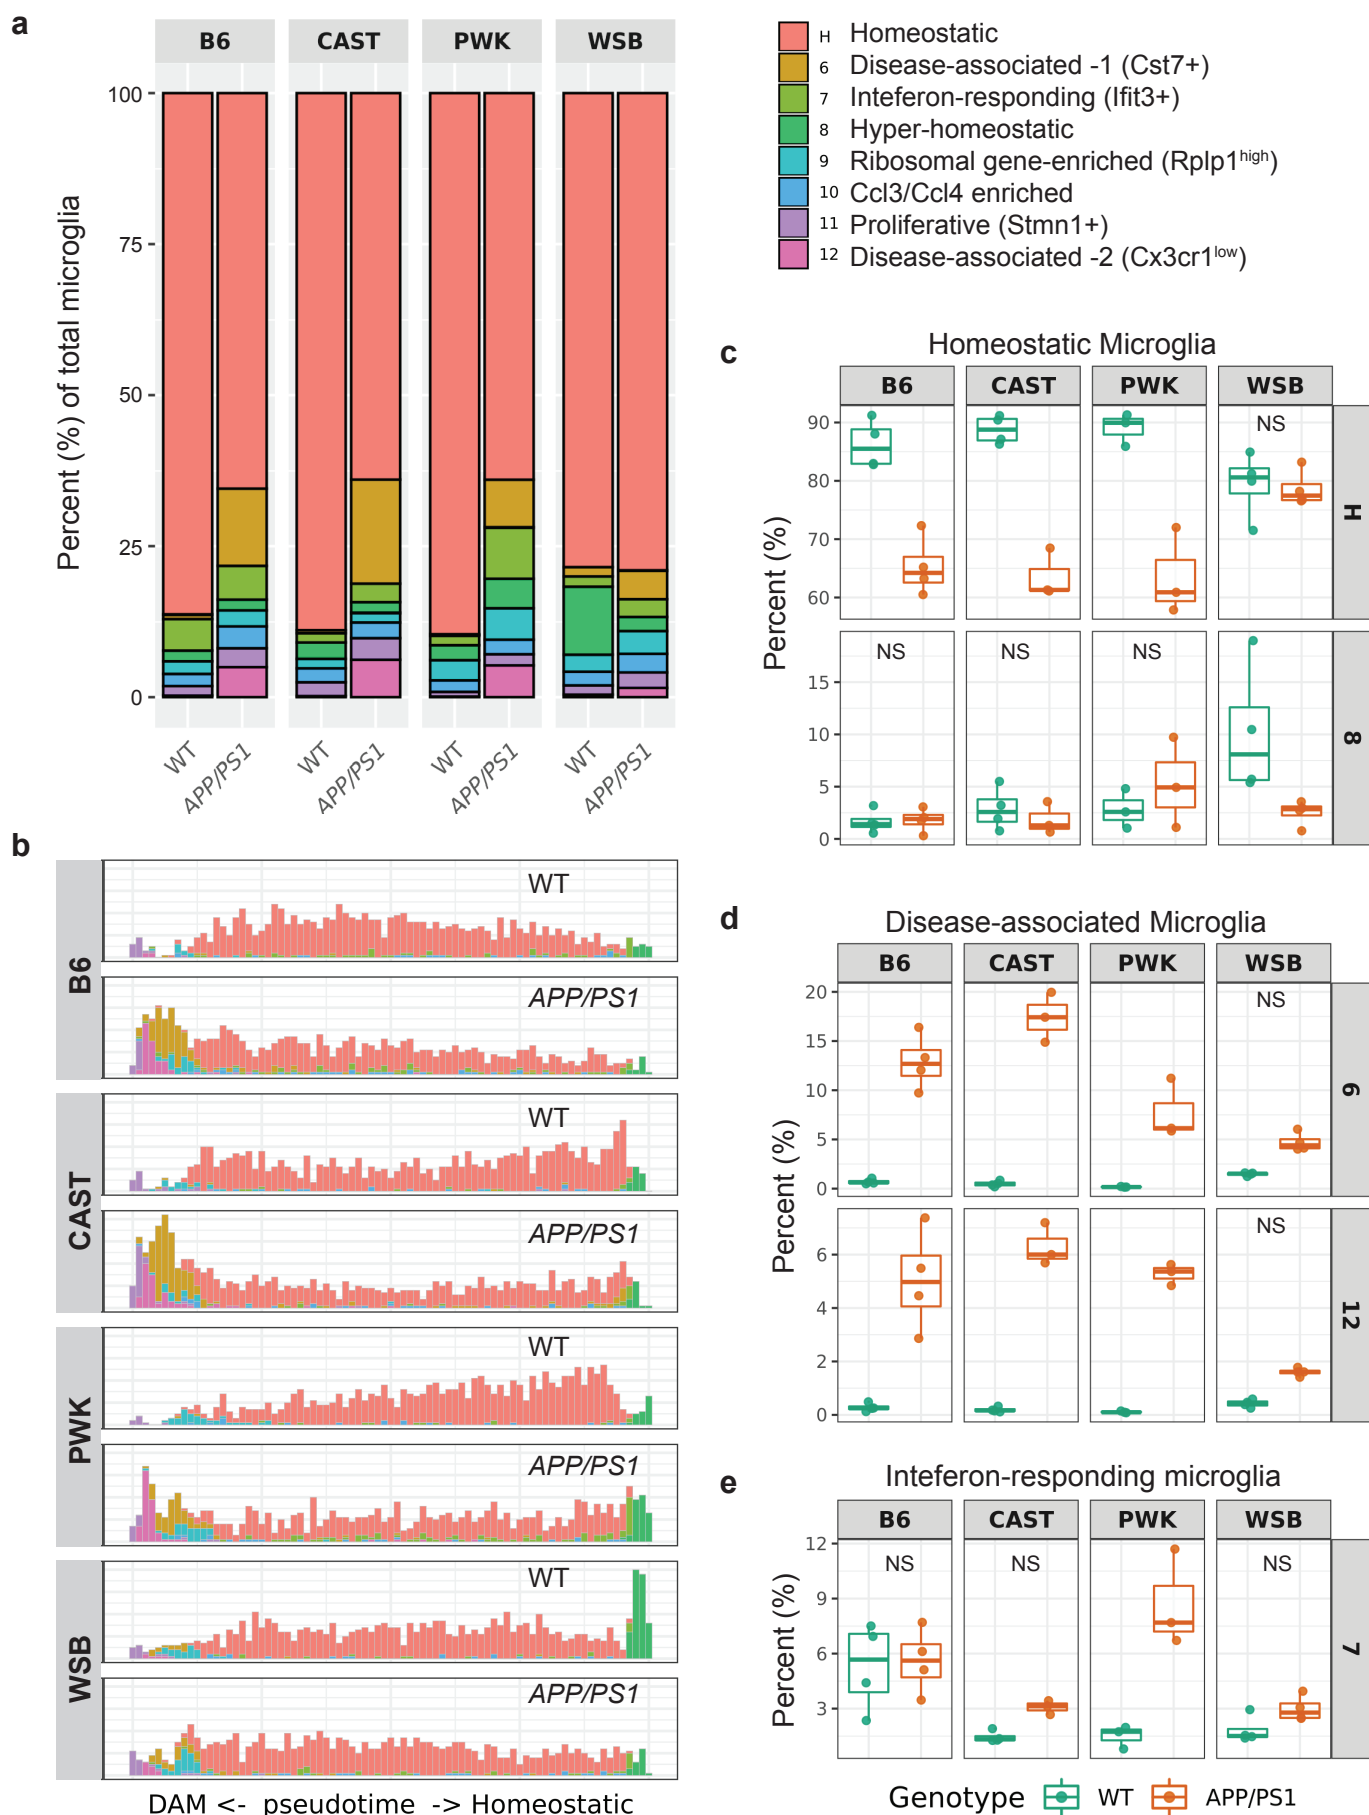 a
B6 CAST PWK WSB
Percent (%) of total microglia
100
75
50
25
0
WT APP/PS1 WT APP/PS1 WT APP/PS1 WT APP/PS1
H Homeostatic
6 Disease-associated -1 (Cst7+)
7 Inteferon-responding (Ifit3+)
8 Hyper-homeostatic
9 Ribosomal gene-enriched (Rplp1high)
10 Ccl3/Ccl4 enriched
11 Proliferative (Stmn1+)
12 Disease-associated -2 (Cx3cr1low)
b
B6
WT
APP/PS1
CAST
WT
APP/PS1
PWK
WT
APP/PS1
WSB
WT
APP/PS1
DAM <- pseudotime -> Homeostatic
c
Homeostatic Microglia
B6 CAST PWK WSB
Percent (%)
90
80
70
60
NS
H
15
10
5
0
NS NS NS
8
d
Disease-associated Microglia
B6 CAST PWK WSB
Percent (%)
20
15
10
5
0
NS
6
6
4
2
0
NS
12
e
Inteferon-responding microglia
B6 CAST PWK WSB
Percent (%)
12
9
6
3
NS NS NS
7
Genotype WT APP/PS1